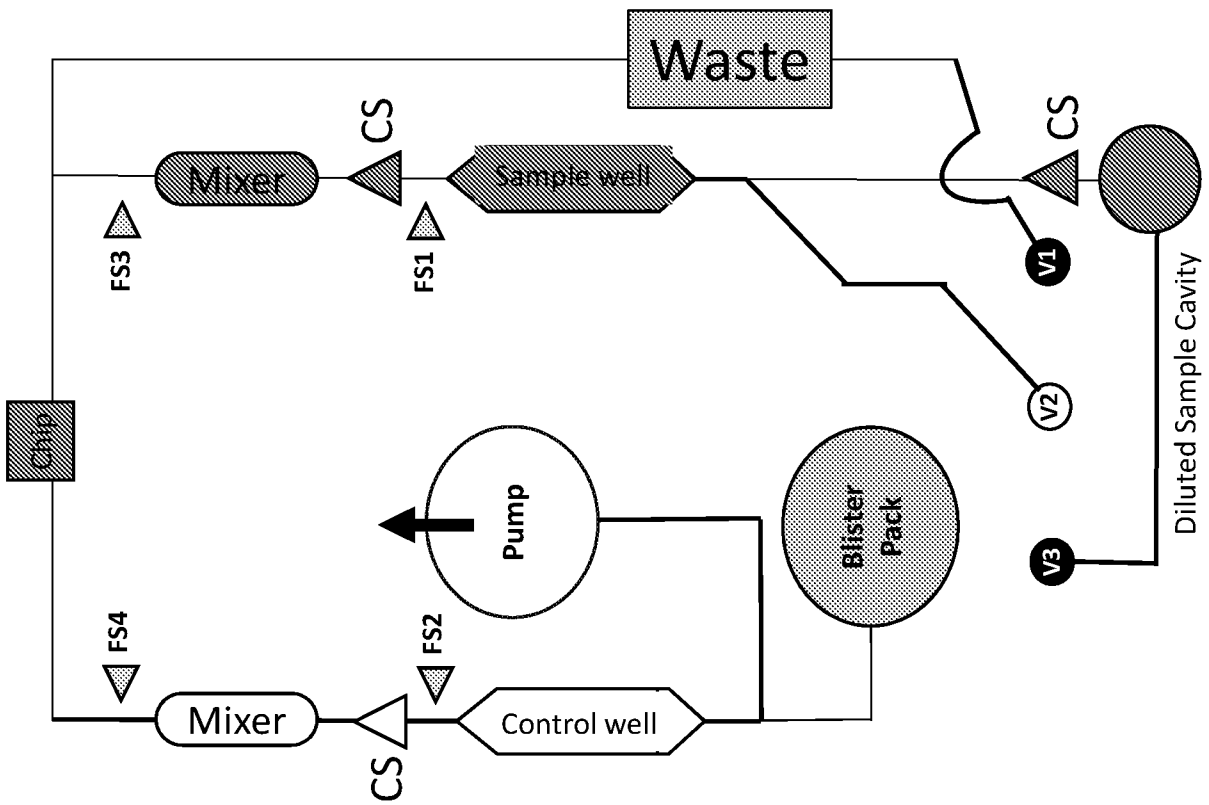 Waste
CS
CS
Mixer
Sample well
FS3
FS1
V1
Chip
V2
Diluted Sample Cavity
Pump
Blister
Pack
V3
FS4
FS2
Mixer
Control well
CS